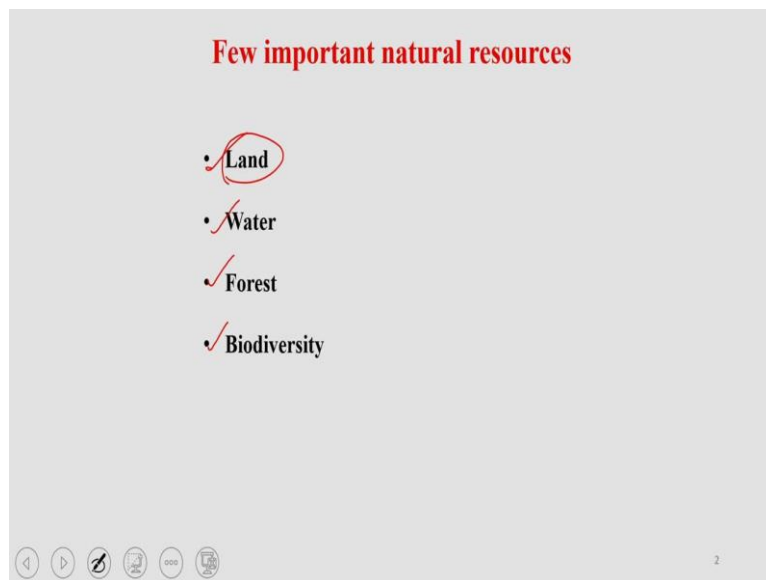 Few important natural resources
• Land
• Water
• Forest
• Biodiversity
2